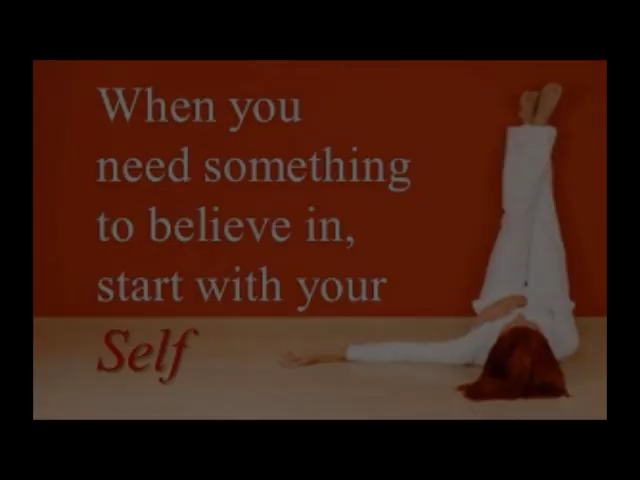 When you
need something
to believe in,
start with your
Self